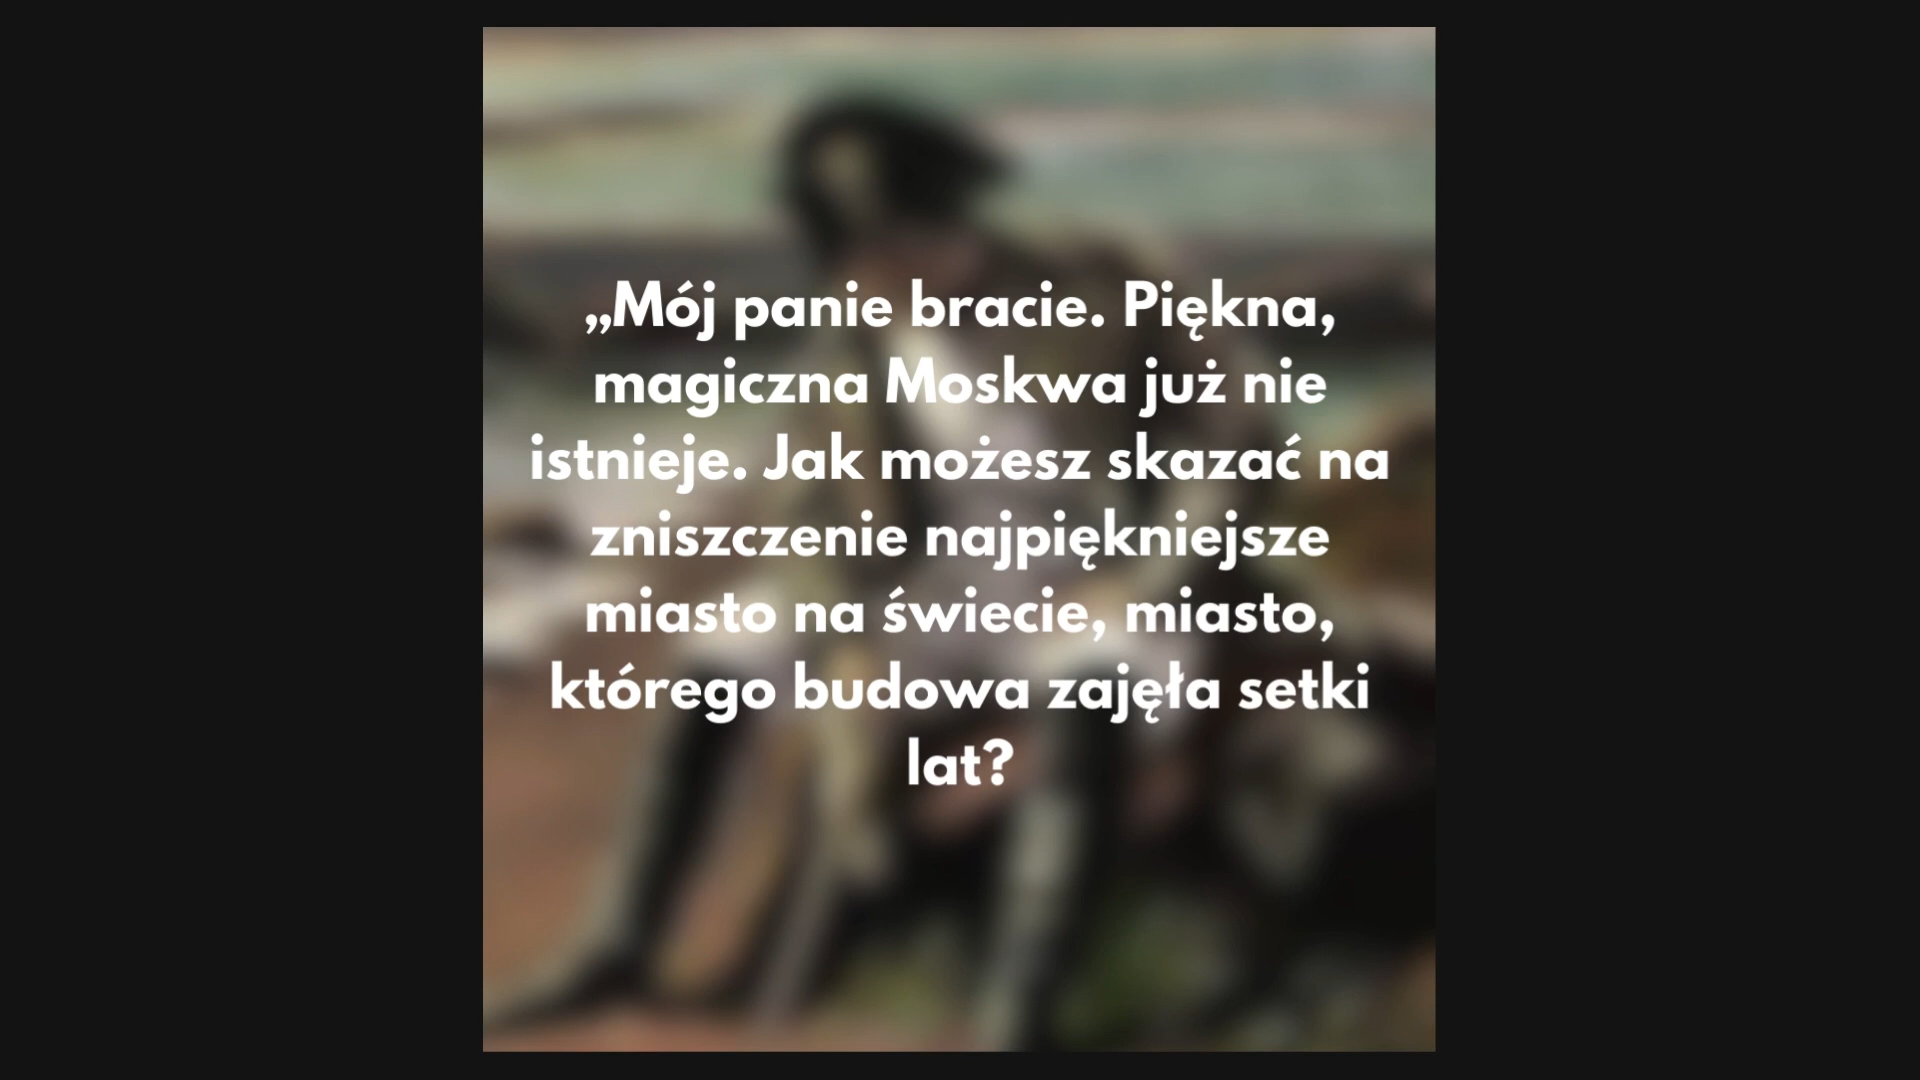 „Mój panie bracie. Piękna,
magiczna Moskwa już nie
istnieje. Jak możesz skazać na
zniszczenie najpiękniejsze
miasto na świecie, miasto,
którego budowa zajęła setki
lat?